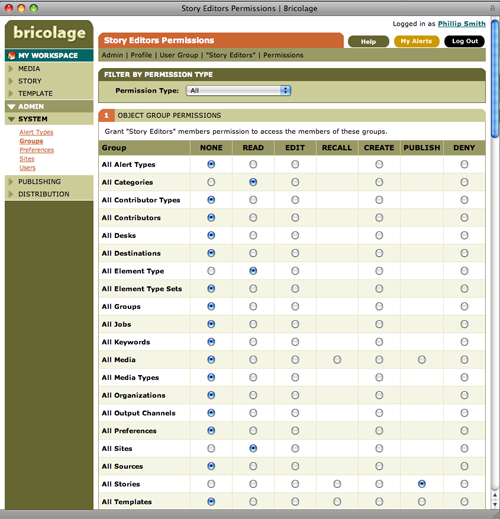 Story Editors Permissions | Bricolage
Logged in as Phillip Smith
bricolage
Story Editors Permissions
Help
My Alerts
Log Out
MY WORKSPACE
Admin | Profile | User Group | "Story Editors" | Permissions
MEDIA
STORY
TEMPLATE
ADMIN
SYSTEM
Alert Types
Groups
Preferences
Sites
Users
PUBLISHING
DISTRIBUTION
FILTER BY PERMISSION TYPE
Permission Type: All
1 OBJECT GROUP PERMISSIONS
Grant "Story Editors" members permission to access the members of these groups.
Group NONE READ EDIT RECALL CREATE PUBLISH DENY
All Alert Types
All Categories
All Contributor Types
All Contributors
All Desks
All Destinations
All Element Type
All Element Type Sets
All Groups
All Jobs
All Keywords
All Media
All Media Types
All Organizations
All Output Channels
All Preferences
All Sites
All Sources
All Stories
All Templates